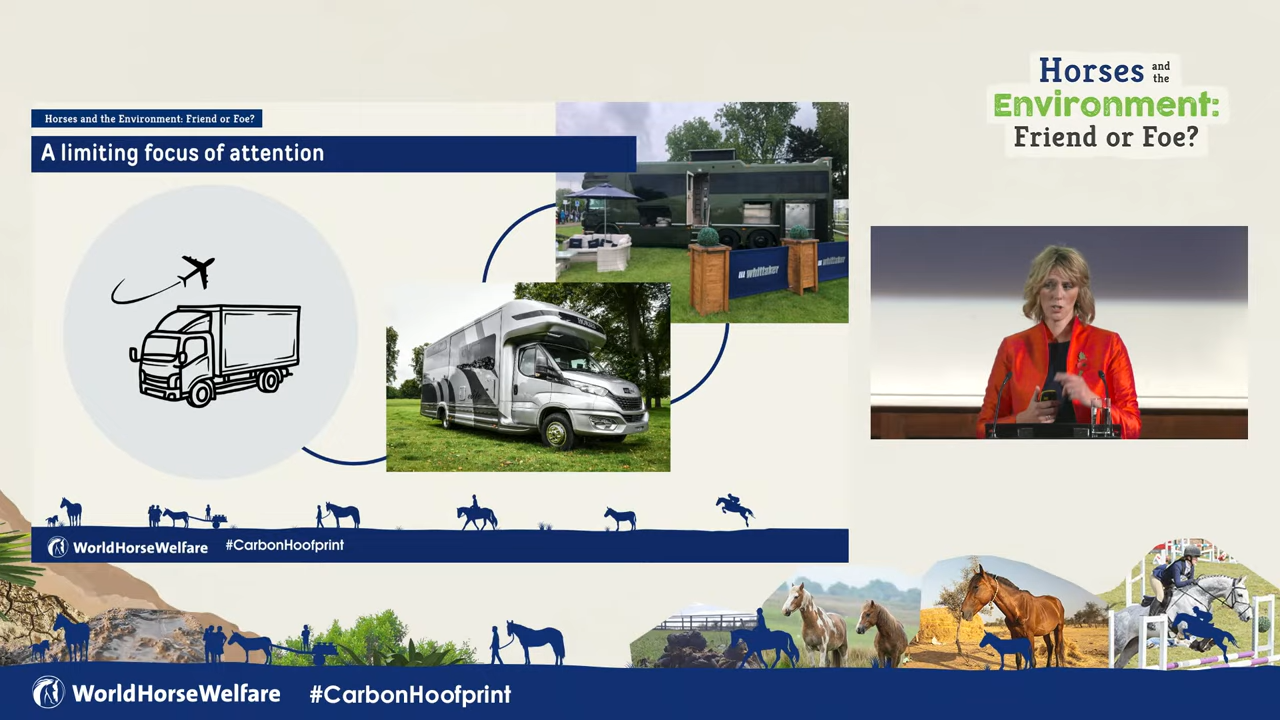 Horses and the
Environment:
Friend or Foe?
Horses and the Environment: Friend or Foe?
A limiting focus of attention
whittaker
whittaker
WorldHorseWelfare
#CarbonHoofprint
WorldHorseWelfare
#CarbonHoofprint